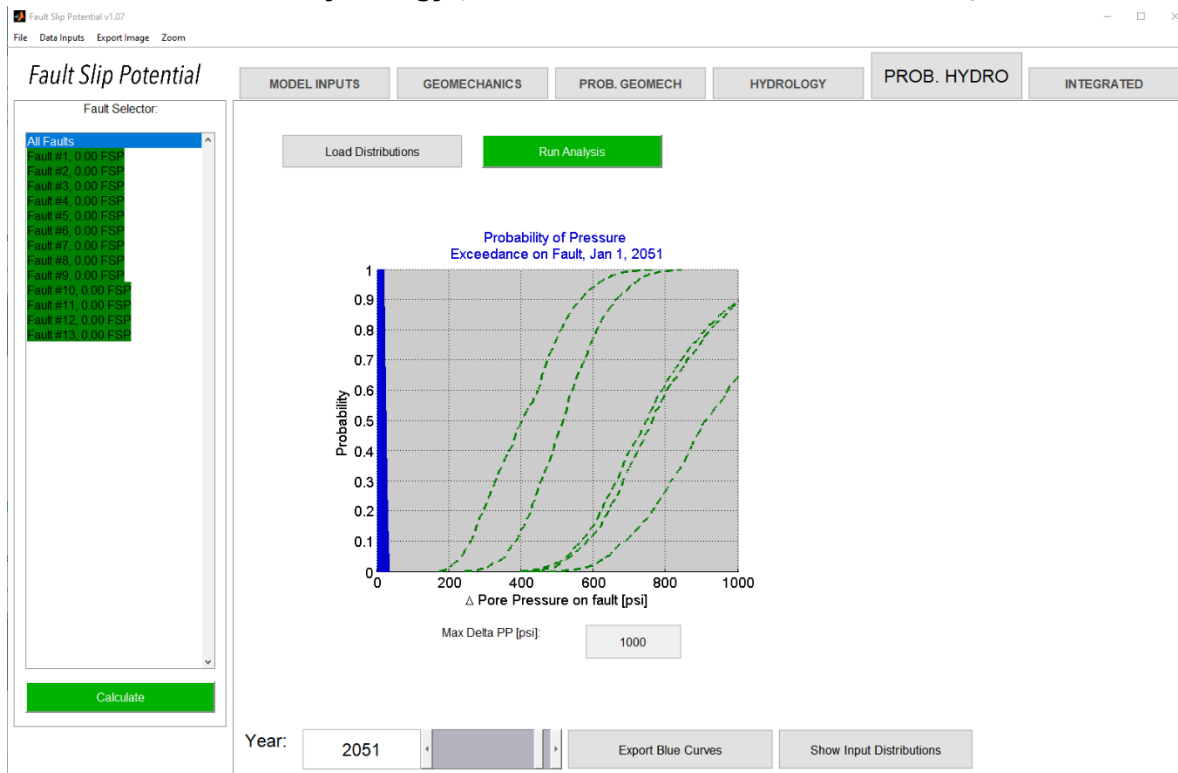 Fault Slip Potential v1.07
File Data Inputs Export Image Zoom
Fault Slip Potential
MODEL INPUTS GEOMECHANICS PROB. GEOMECH HYDROLOGY PROB. HYDRO INTEGRATED
Fault Selector:
All Faults
Fault #1, 0.00 FSP
Fault #2, 0.00 FSP
Fault #3, 0.00 FSP
Fault #4, 0.00 FSP
Fault #5, 0.00 FSP
Fault #6, 0.00 FSP
Fault #7, 0.00 FSP
Fault #8, 0.00 FSP
Fault #9, 0.00 FSP
Fault #10, 0.00 FSP
Fault #11, 0.00 FSP
Fault #12, 0.00 FSP
Fault #13, 0.00 FSP
Calculate
Load Distributions Run Analysis
Probability of Pressure
Exceedance on Fault, Jan 1, 2051
1
0.9
0.8
0.7
0.6
0.5
0.4
0.3
0.2
0.1
0
Probability
0 200 400 600 800 1000
Δ Pore Pressure on fault [psi]
Max Delta PP [psi]: 1000
Year: 2051 Export Blue Curves Show Input Distributions